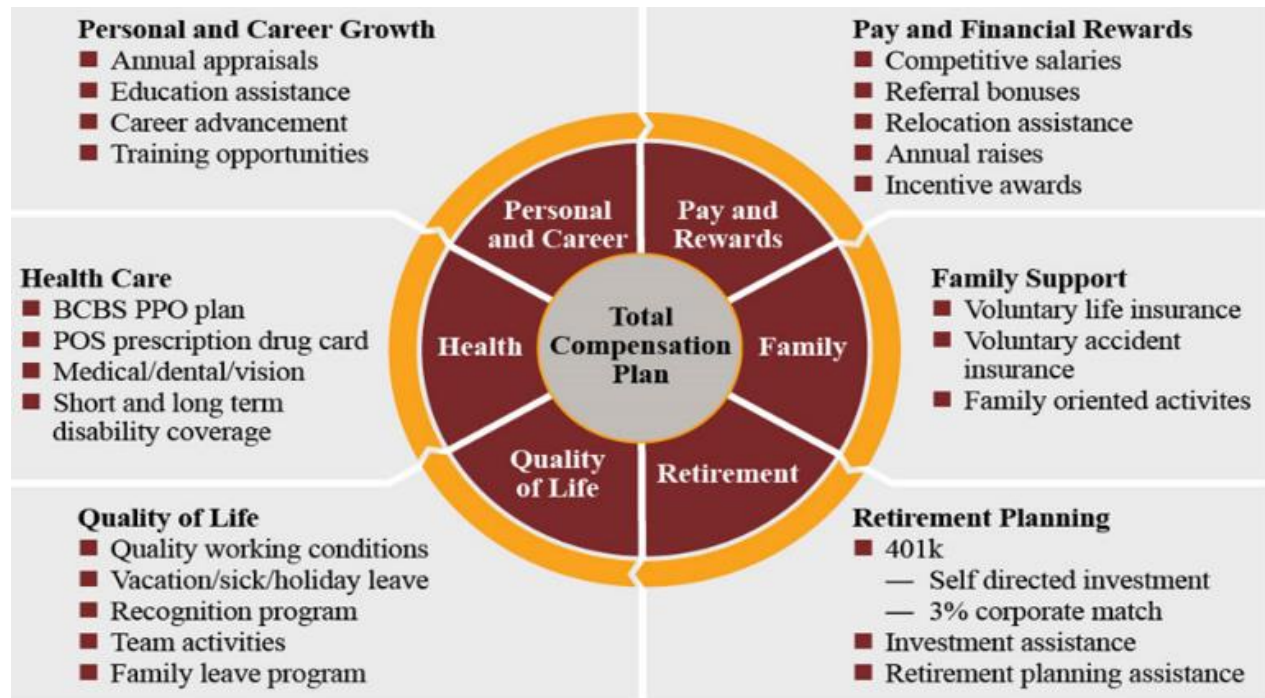 Personal and Career Growth
Annual appraisals
Education assistance
Career advancement
Training opportunities
Pay and Financial Rewards
Competitive salaries
Referral bonuses
Relocation assistance
Annual raises
Incentive awards
Health Care
BCBS PPO plan
POS prescription drug card
Medical/dental/vision
Short and long term
disability coverage
Personal
and Career
Pay and
Rewards
Health
Total
Compensation
Plan
Family
Quality
of Life
Retirement
Family Support
Voluntary life insurance
Voluntary accident
insurance
Family oriented activites
Quality of Life
Quality working conditions
Vacation/sick/holiday leave
Recognition program
Team activities
Family leave program
Retirement Planning
401k
— Self directed investment
— 3% corporate match
Investment assistance
Retirement planning assistance